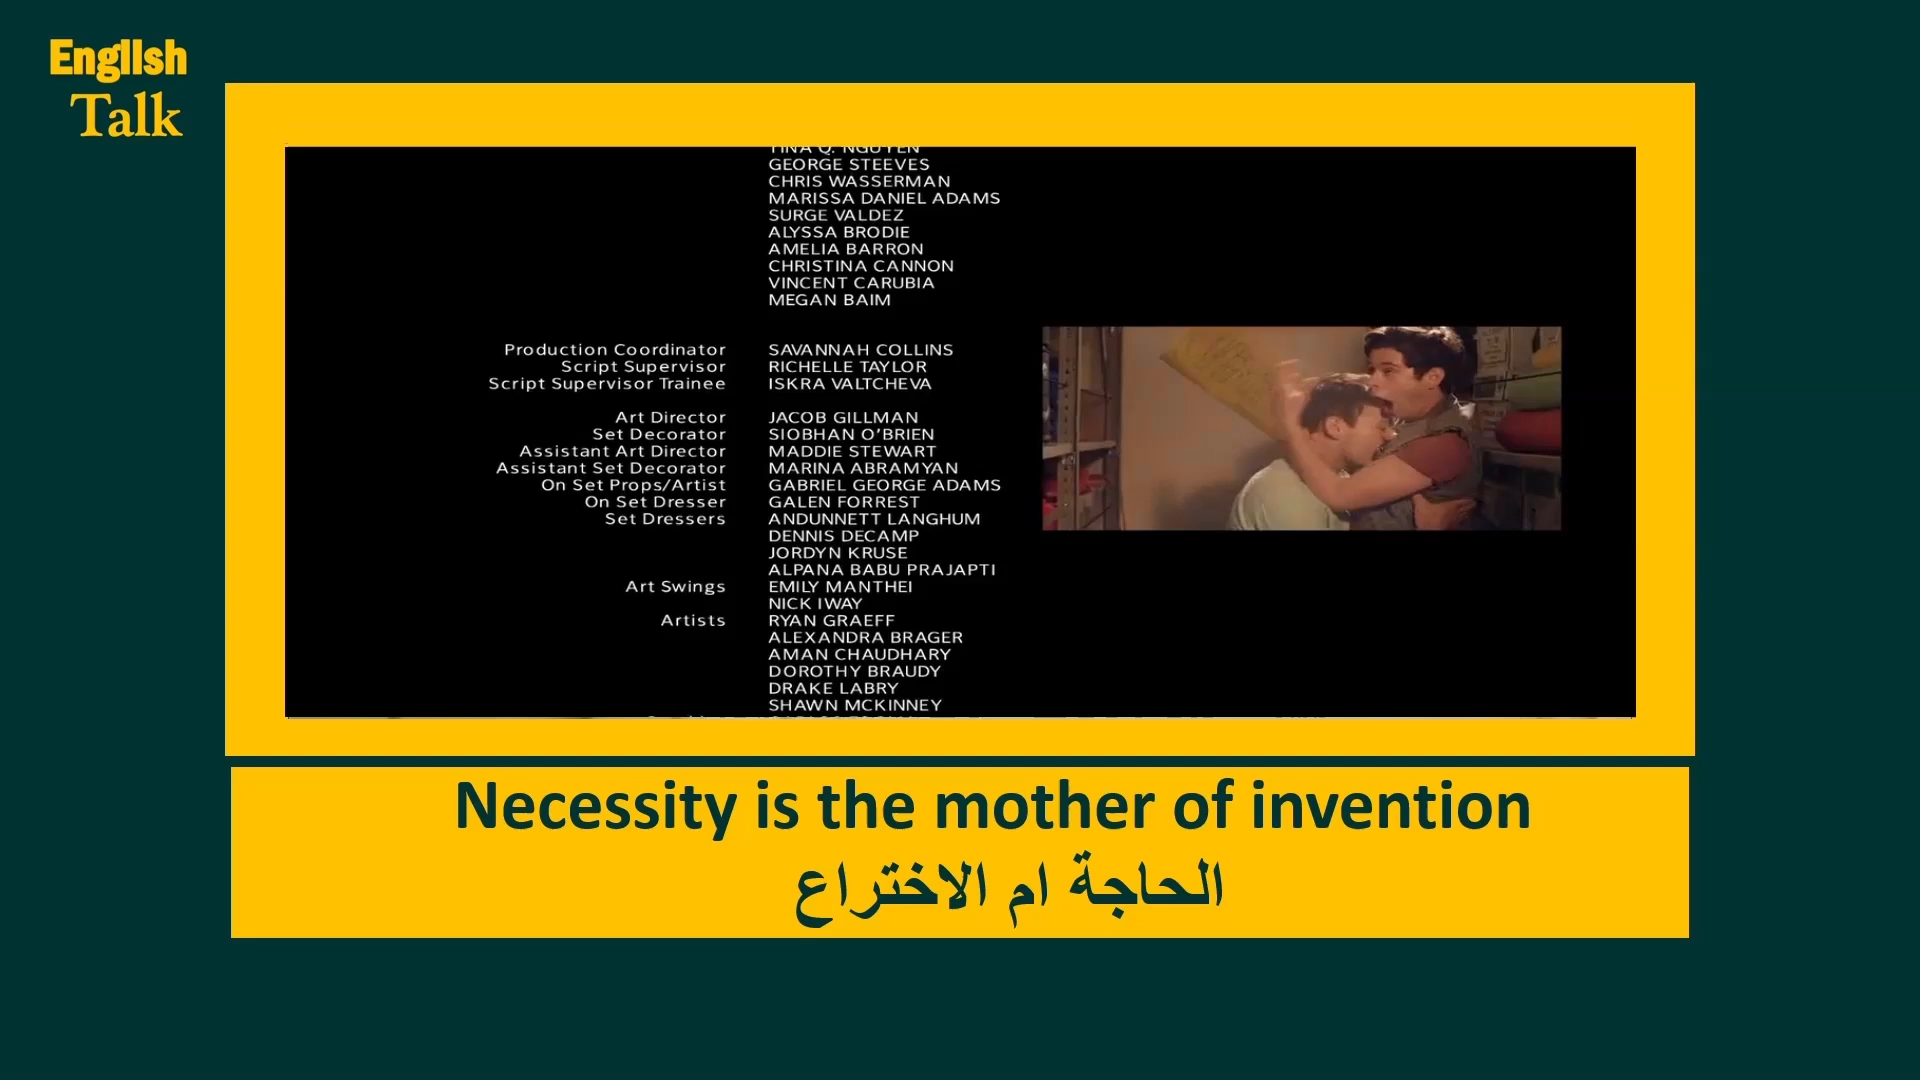 English
Talk
TINA Q. NGUYEN
GEORGE STEEVES
CHRIS WASSERMAN
MARISSA DANIEL ADAMS
SURGE VALDEZ
ALYSSA BRODIE
AMELIA BARRON
CHRISTINA CANNON
VINCENT CARUBIA
MEGAN BAIM
Production Coordinator SAVANNAH COLLINS
Script Supervisor RICHELLE TAYLOR
Script Supervisor Trainee ISKRA VALTCHEVA
Art Director JACOB GILLMAN
Set Decorator SIOBHAN O'BRIEN
Assistant Art Director MADDIE STEWART
Assistant Set Decorator MARINA ABRAMYAN
On Set Props/Artist GABRIEL GEORGE ADAMS
On Set Dresser GALEN FORREST
Set Dressers ANDUNNETT LANGHUM
DENNIS DECAMP
JORDYN KRUSE
ALPANA BABU PRAJAPTI
Art Swings EMILY MANTHEI
NICK IWAY
Artists RYAN GRAEFF
ALEXANDRA BRAGER
AMAN CHAUDHARY
DOROTHY BRAUDY
DRAKE LABRY
SHAWN MCKINNEY
Necessity is the mother of invention
الحاجة ام الاختراع